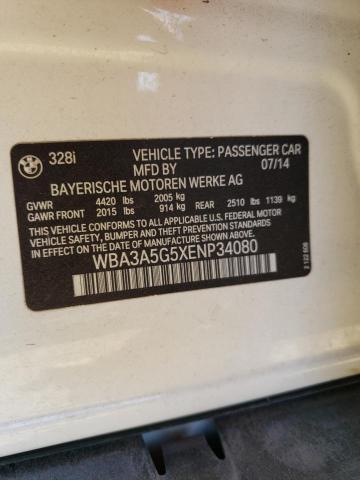 BMW 328i VEHICLE TYPE: PASSENGER CAR
MFD BY 07/14
BAYERISCHE MOTOREN WERKE AG
GVWR 4420 lbs 2005 kg
GAWR FRONT 2015 lbs 914 kg REAR 2510 lbs 1139 kg
THIS VEHICLE CONFORMS TO ALL APPLICABLE FEDERAL MOTOR VEHICLE
SAFETY, BUMPER, AND THEFT PREVENTION STANDARDS
IN EFFECT ON THE DATE OF MANUFACTURE SHOWN ABOVE.
WBA3A5G5XENP34080